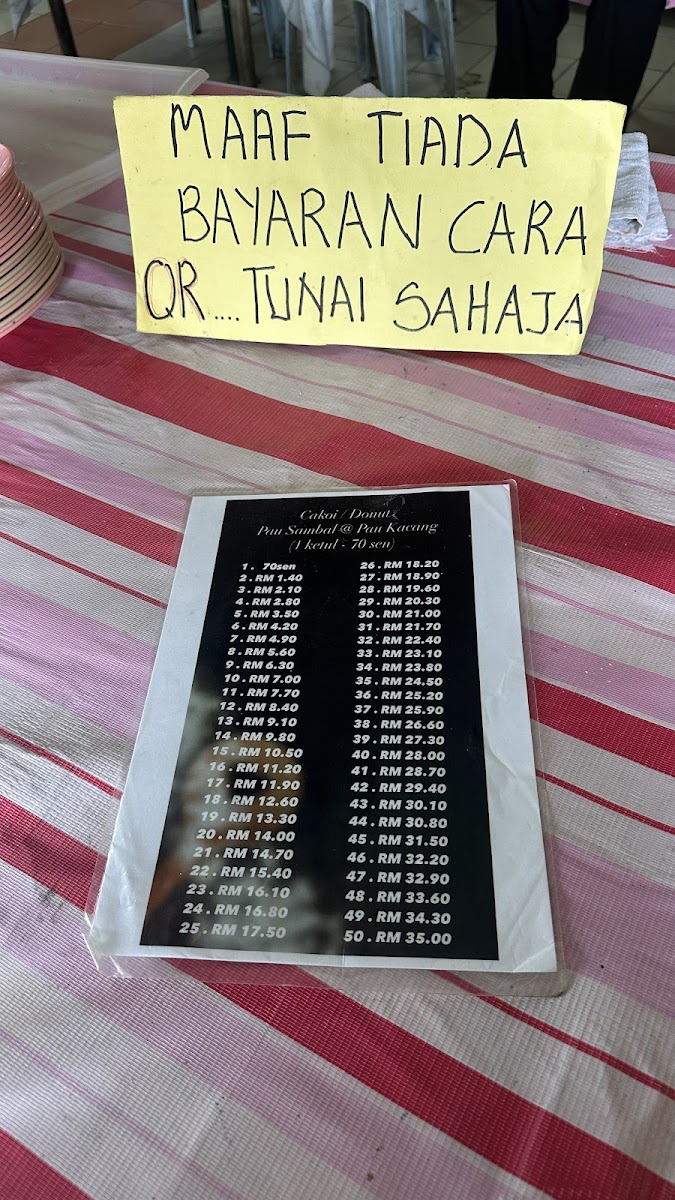 MAAF TIADA
BAYARAN CARA
QR....TUNAI SAHAJA
Cakoi / Donut
Pau Sambal @ Pau Kacang
(1 ketul - 70 sen)
1 . 70sen
2 . RM 1.40
3 . RM 2.10
4 . RM 2.80
5 . RM 3.50
6 . RM 4.20
7 . RM 4.90
8 . RM 5.60
9 . RM 6.30
10 . RM 7.00
11 . RM 7.70
12 . RM 8.40
13 . RM 9.10
14 . RM 9.80
15 . RM 10.50
16 . RM 11.20
17 . RM 11.90
18 . RM 12.60
19 . RM 13.30
20 . RM 14.00
21 . RM 14.70
22 . RM 15.40
23 . RM 16.10
24 . RM 16.80
25 . RM 17.50
26 . RM 18.20
27 . RM 18.90
28 . RM 19.60
29 . RM 20.30
30 . RM 21.00
31 . RM 21.70
32 . RM 22.40
33 . RM 23.10
34 . RM 23.80
35 . RM 24.50
36 . RM 25.20
37 . RM 25.90
38 . RM 26.60
39 . RM 27.30
40 . RM 28.00
41 . RM 28.70
42 . RM 29.40
43 . RM 30.10
44 . RM 30.80
45 . RM 31.50
46 . RM 32.20
47 . RM 32.90
48 . RM 33.60
49 . RM 34.30
50 . RM 35.00